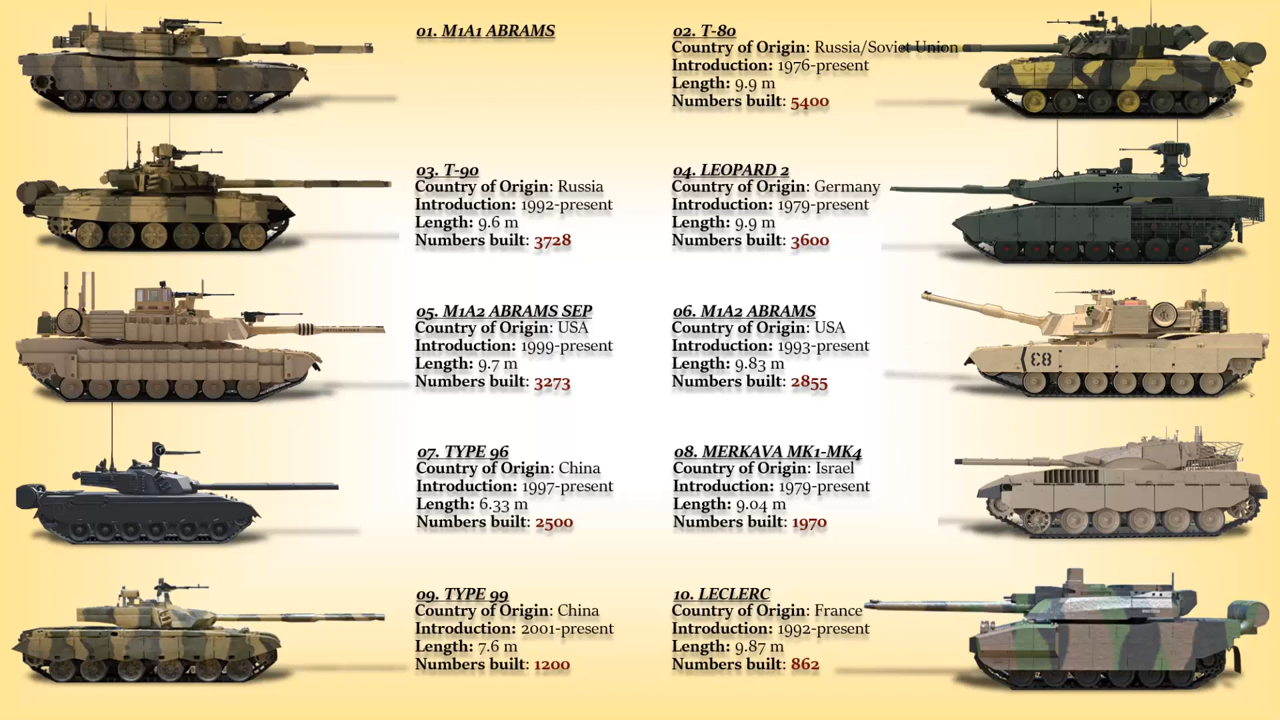 01. M1A1 ABRAMS
02. T-80
Country of Origin: Russia/Soviet Union
Introduction: 1976-present
Length: 9.9 m
Numbers built: 5400
03. T-90
Country of Origin: Russia
Introduction: 1992-present
Length: 9.6 m
Numbers built: 3728
04. LEOPARD 2
Country of Origin: Germany
Introduction: 1979-present
Length: 9.9 m
Numbers built: 3600
05. M1A2 ABRAMS SEP
Country of Origin: USA
Introduction: 1999-present
Length: 9.7 m
Numbers built: 3273
06. M1A2 ABRAMS
Country of Origin: USA
Introduction: 1993-present
Length: 9.83 m
Numbers built: 2855
07. TYPE 96
Country of Origin: China
Introduction: 1997-present
Length: 6.33 m
Numbers built: 2500
08. MERKAVA MK1-MK4
Country of Origin: Israel
Introduction: 1979-present
Length: 9.04 m
Numbers built: 1970
09. TYPE 99
Country of Origin: China
Introduction: 2001-present
Length: 7.6 m
Numbers built: 1200
10. LECLERC
Country of Origin: France
Introduction: 1992-present
Length: 9.87 m
Numbers built: 862